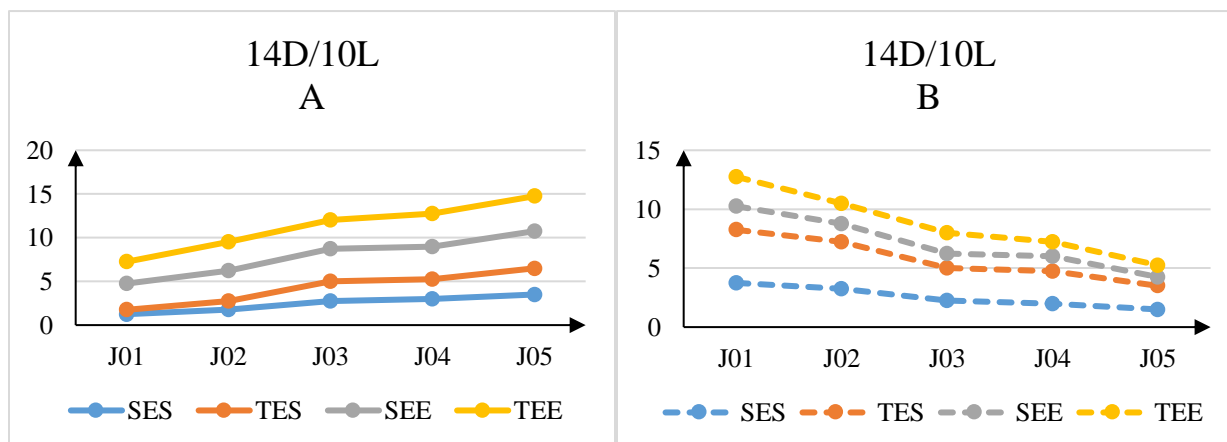 14D/10L
A
20
15
10
5
0
J01 J02 J03 J04 J05
SES TES SEE TEE
14D/10L
B
15
10
5
0
J01 J02 J03 J04 J05
SES TES SEE TEE